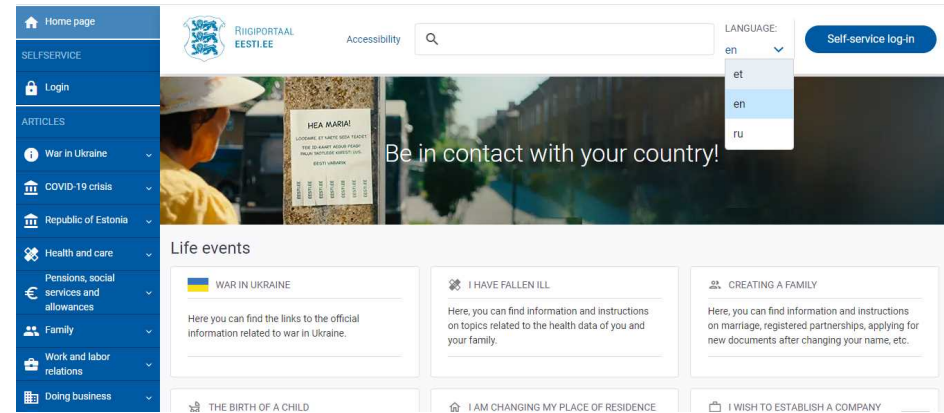 Home page
SELFSERVICE
Login
ARTICLES
War in Ukraine
COVID-19 crisis
Republic of Estonia
Health and care
Pensions, social
services and
allowances
Family
Work and labor
relations
Doing business
RIIGIPORTAAL
EESTI.EE
Accessibility
LANGUAGE:
en
et
en
ru
Self-service log-in
HEA MARIA!
EESTI VABARIIK
Be in contact with your country!
Life events
WAR IN UKRAINE
Here you can find the links to the official
information related to war in Ukraine.
I HAVE FALLEN ILL
Here, you can find information and instructions
on topics related to the health data of you and
your family.
CREATING A FAMILY
Here, you can find information and instructions
on marriage, registered partnerships, applying for
new documents after changing your name, etc.
THE BIRTH OF A CHILD
I AM CHANGING MY PLACE OF RESIDENCE
I WISH TO ESTABLISH A COMPANY